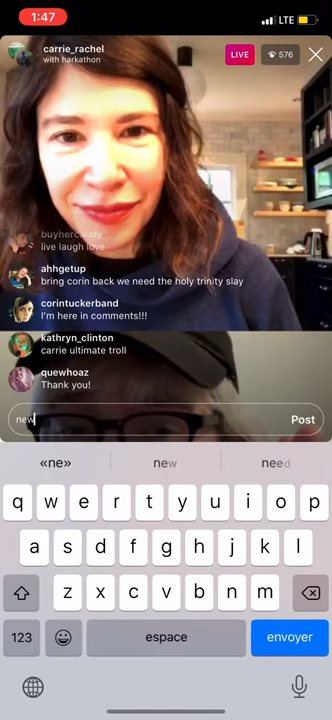 1:47
LTE
carrie_rachel
with harkathon
LIVE
576
buyhercandy
live laugh love
ahhgetup
bring corin back we need the holy trinity slay
corintuckerband
I'm here in comments!!!
kathryn_clinton
carrie ultimate troll
quewhoaz
Thank you!
new
Post
«ne»
new
need
q w e r t y u i o p
a s d f g h j k l
z x c v b n m
123
espace
envoyer